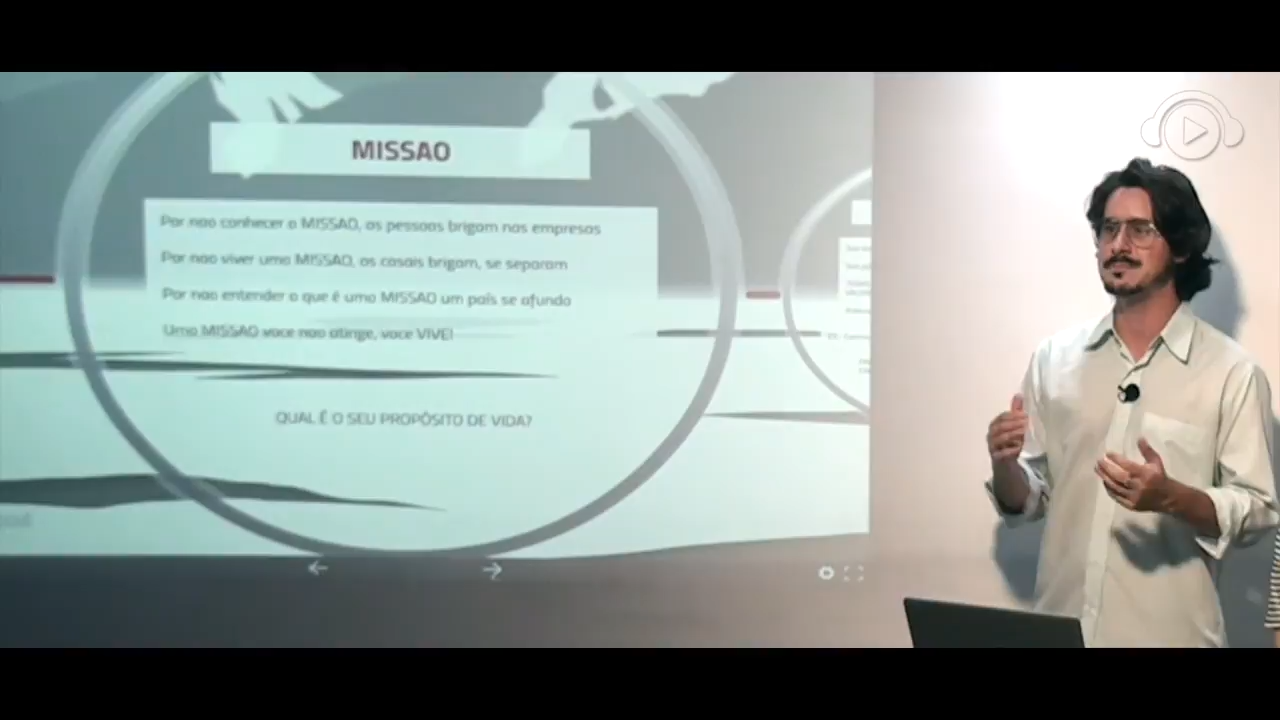 MISSAO
Por nao conhecer a MISSAO, as pessoas brigam nas empresas
Por nao viver uma MISSAO, os casais brigam, se separam
Por nao entender o que é uma MISSAO um país se afunda
Uma MISSAO voce nao atinge, voce VIVE!
QUAL É O SEU PROPÓSITO DE VIDA?